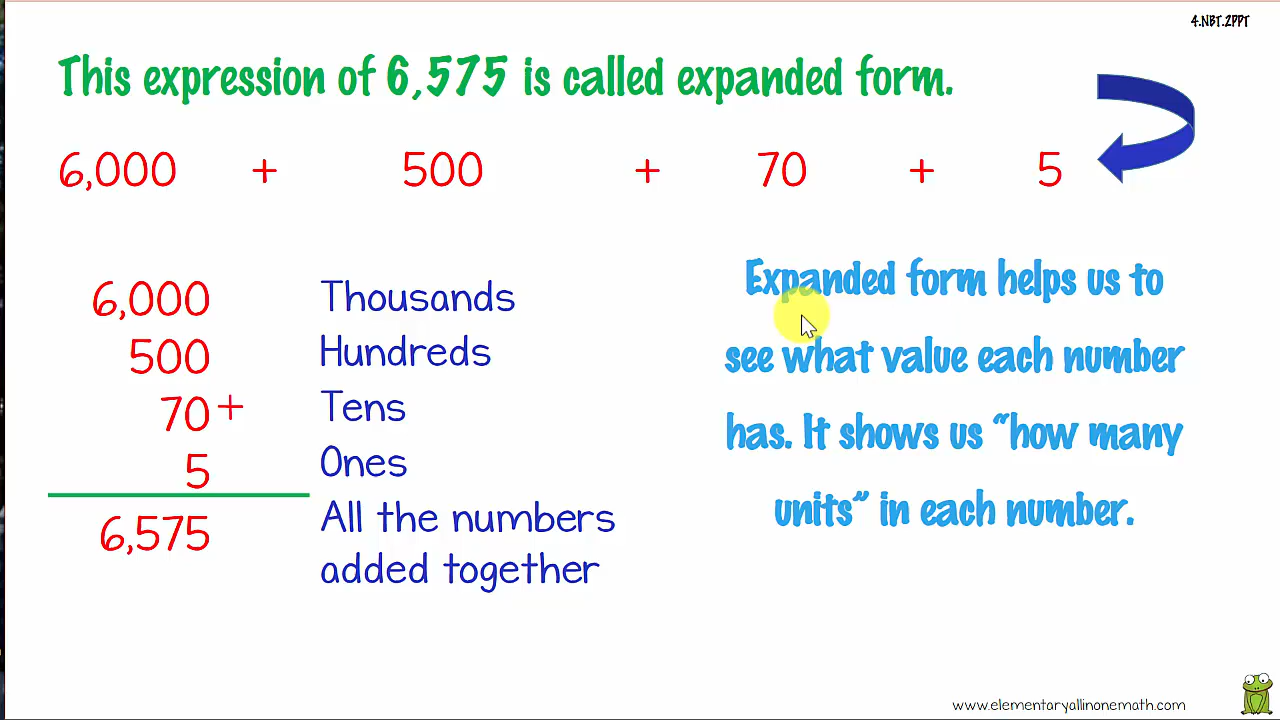 4.NBT.2PPT
This expression of 6,575 is called expanded form.
6,000 + 500 + 70 + 5
6,000 Thousands
500 Hundreds
70 + Tens
5 Ones
6,575 All the numbers
added together
Expanded form helps us to
see what value each number
has. It shows us “how many
units” in each number.
www.elementaryallinonemath.com